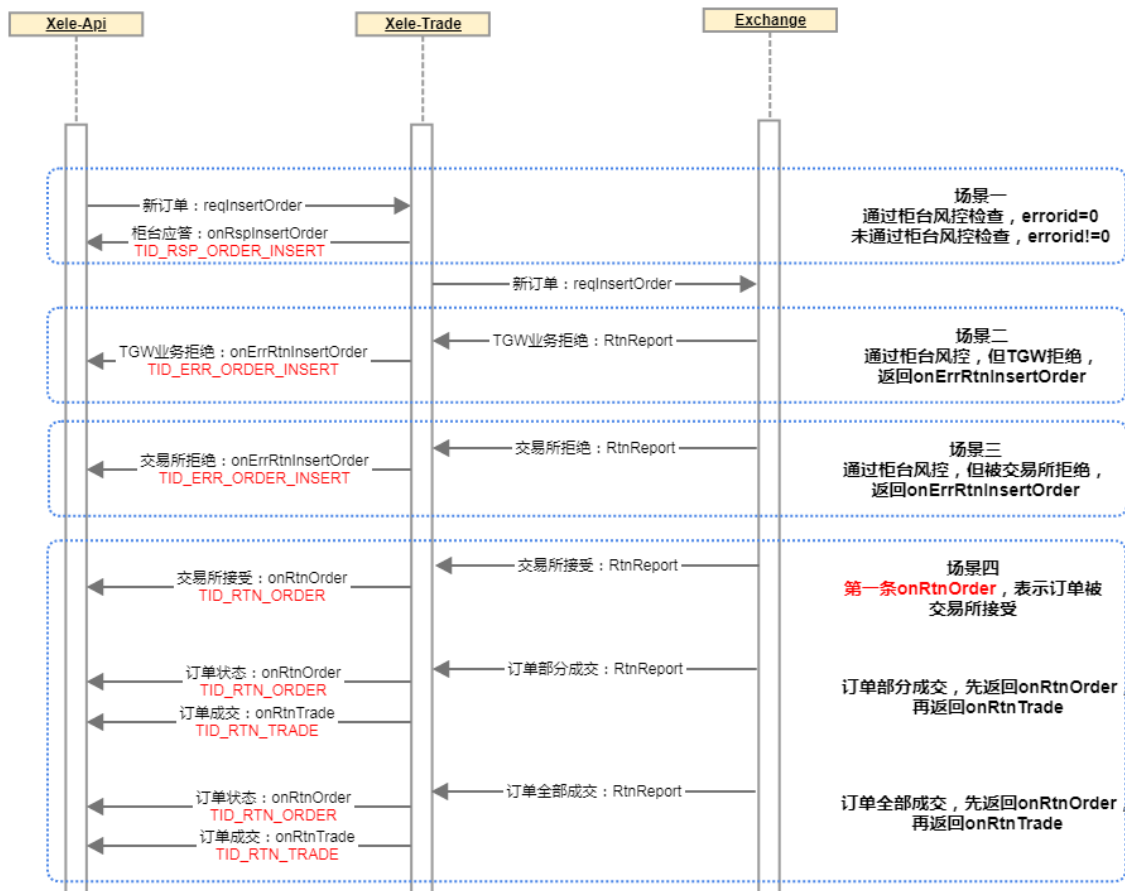 Xele-Api
Xele-Trade
Exchange
新订单：reqInsertOrder
柜台应答：onRspInsertOrder
TID_RSP_ORDER_INSERT
场景一
通过柜台风控检查，errorid=0
未通过柜台风控检查，errorid!=0
新订单：reqInsertOrder
TGW业务拒绝：RtnReport
TGW业务拒绝：onErrRtnInsertOrder
TID_ERR_ORDER_INSERT
场景二
通过柜台风控，但TGW拒绝，
返回onErrRtnInsertOrder
交易所拒绝：RtnReport
交易所拒绝：onErrRtnInsertOrder
TID_ERR_ORDER_INSERT
场景三
通过柜台风控，但被交易所拒绝，
返回onErrRtnInsertOrder
交易所接受：RtnReport
交易所接受：onRtnOrder
TID_RTN_ORDER
场景四
第一条onRtnOrder，表示订单被
交易所接受
订单部分成交：RtnReport
订单状态：onRtnOrder
TID_RTN_ORDER
订单成交：onRtnTrade
TID_RTN_TRADE
订单部分成交，先返回onRtnOrder，
再返回onRtnTrade
订单全部成交：RtnReport
订单状态：onRtnOrder
TID_RTN_ORDER
订单成交：onRtnTrade
TID_RTN_TRADE
订单全部成交，先返回onRtnOrder，
再返回onRtnTrade